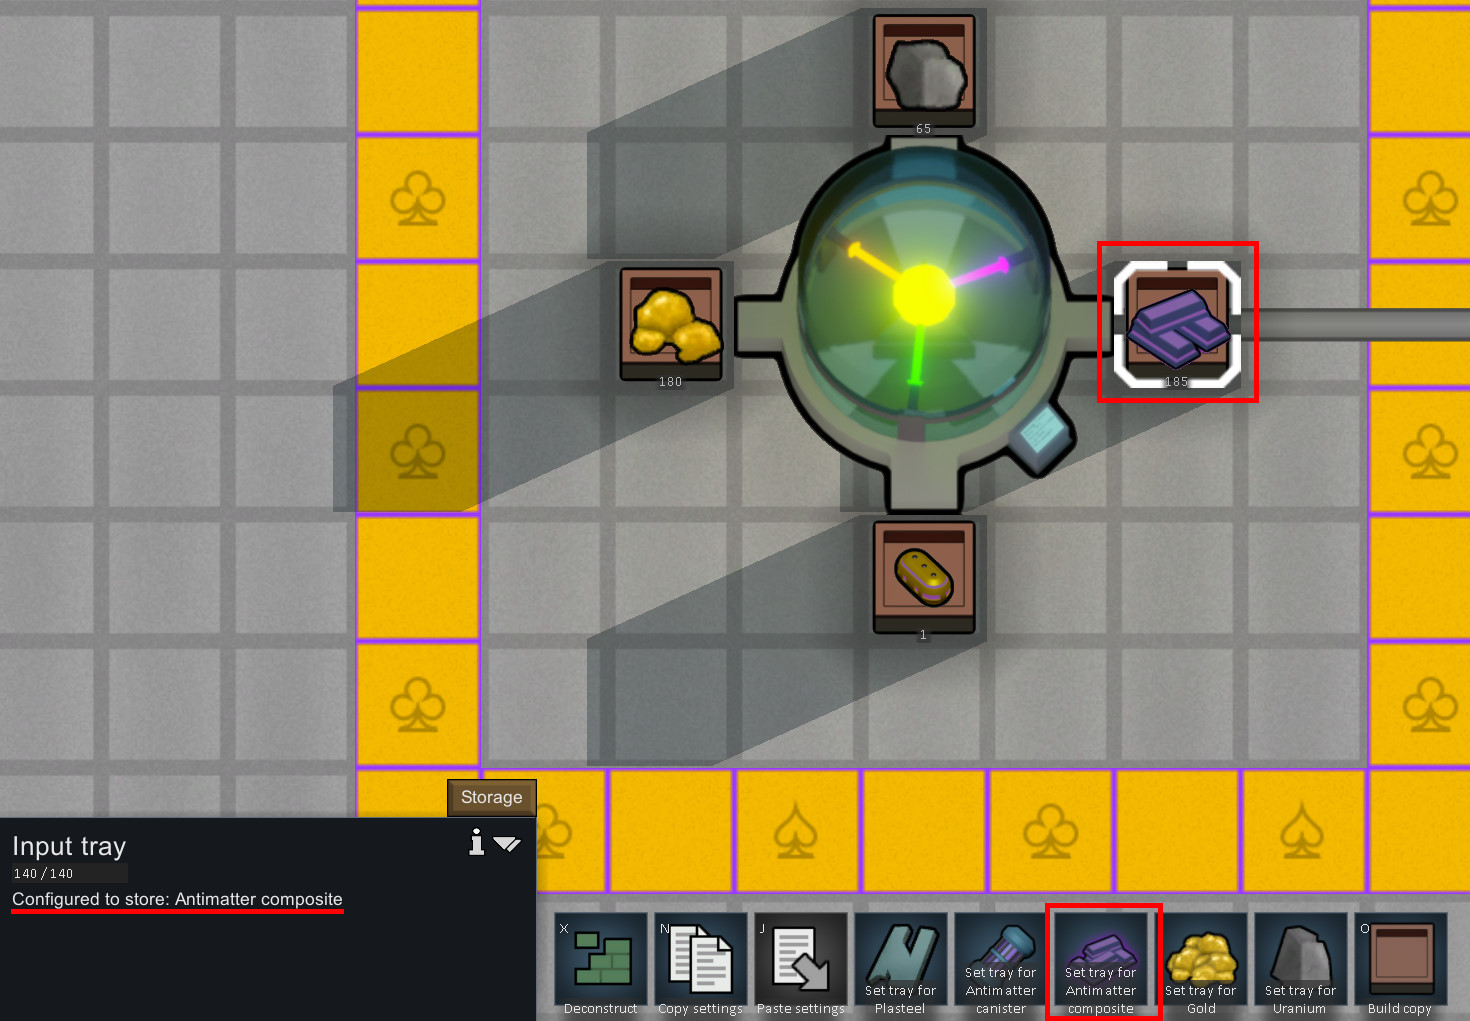 65
180
185
1
Storage
Input tray
140 / 140
Configured to store: Antimatter composite
X
Deconstruct
N
Copy settings
J
Paste settings
Set tray for
Plasteel
Set tray for
Antimatter
canister
Set tray for
Antimatter
composite
Set tray for
Gold
Set tray for
Uranium
O
Build copy